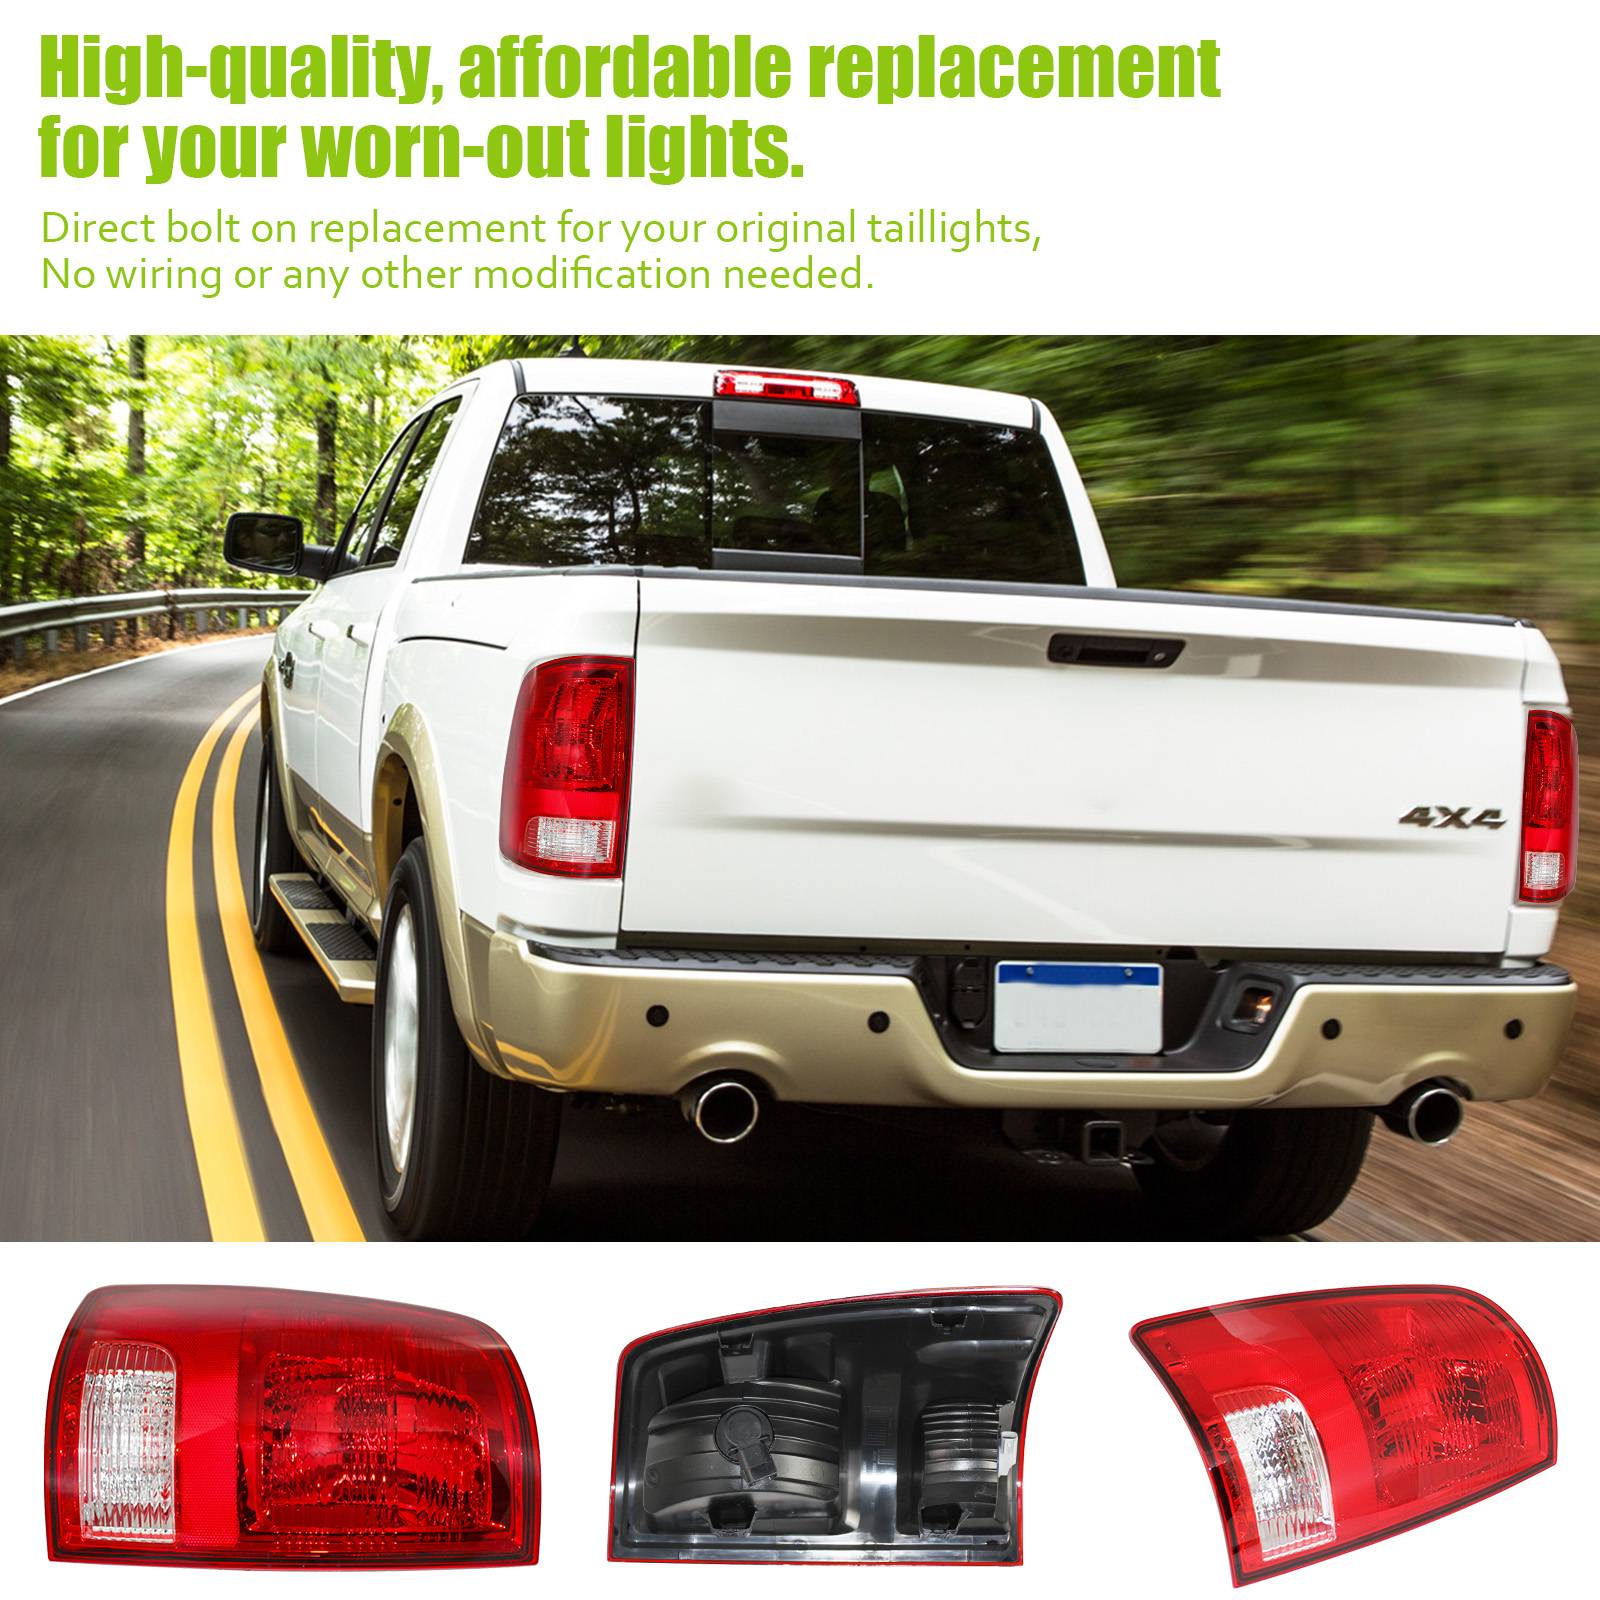 High-quality, affordable replacement
for your worn-out lights.
Direct bolt on replacement for your original taillights,
No wiring or any other modification needed.
4X4